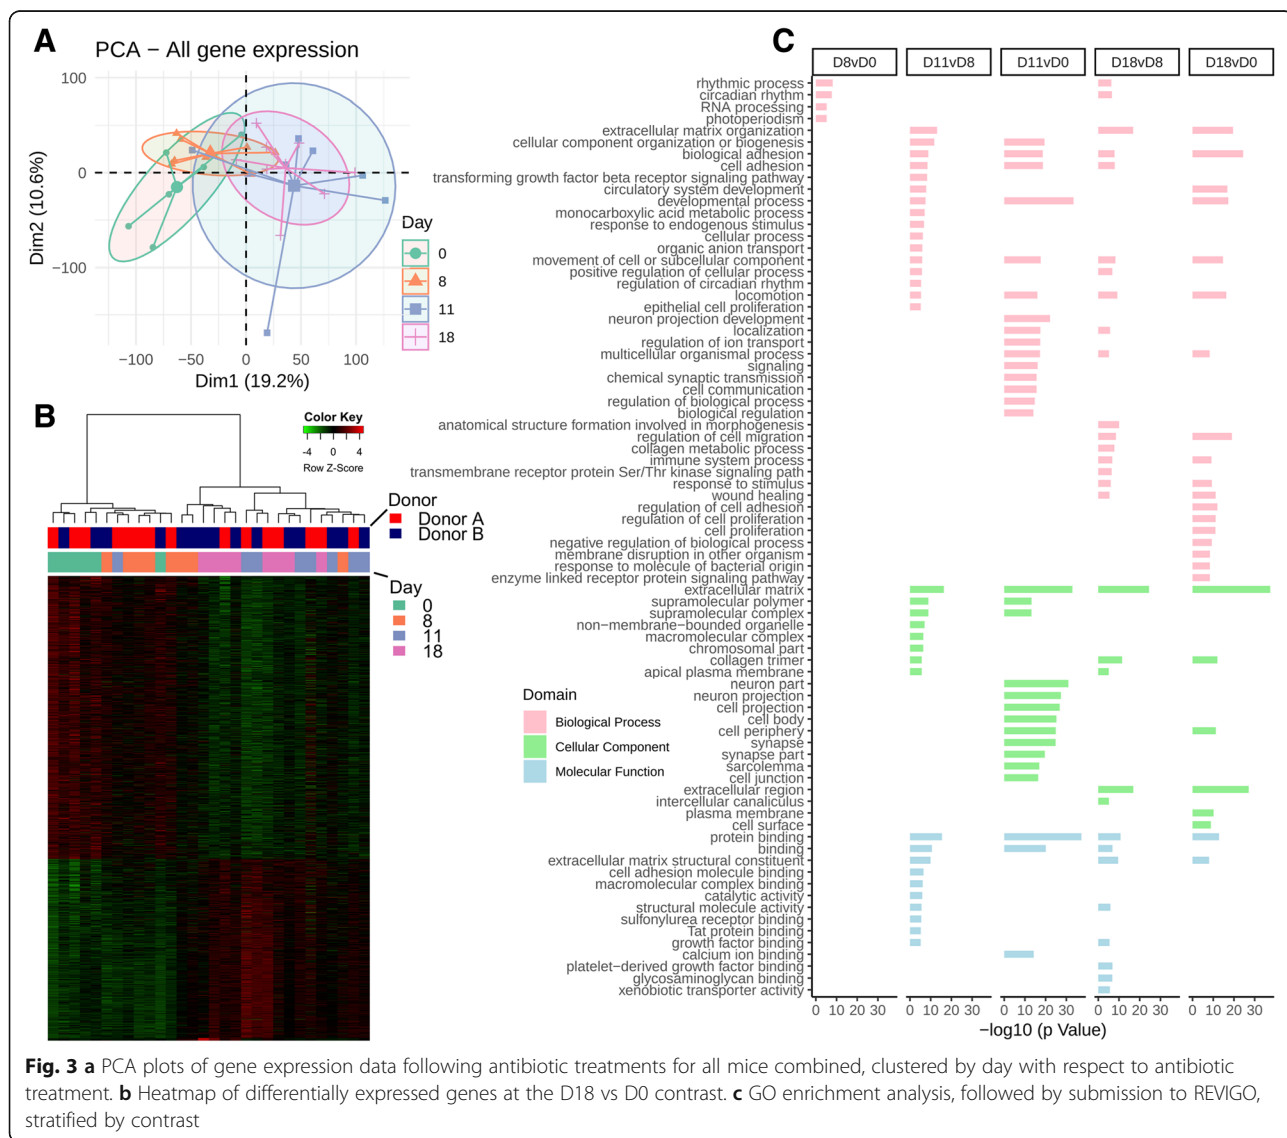 A
PCA − All gene expression
100
0
−100
Dim2 (10.6%)
−100
−50
0
50
100
Dim1 (19.2%)
Day
0
8
11
18
B
Color Key
-4
0
4
Row Z-Score
Donor
Donor A
Donor B
Day
0
8
11
18
C
D8vD0
D11vD8
D11vD0
D18vD8
D18vD0
rhythmic process
circadian rhythm
RNA processing
photoperiodism
extracellular matrix organization
cellular component organization or biogenesis
biological adhesion
cell adhesion
transforming growth factor beta receptor signaling pathway
circulatory system development
developmental process
monocarboxylic acid metabolic process
response to endogenous stimulus
cellular process
organic anion transport
movement of cell or subcellular component
positive regulation of cellular process
regulation of circadian rhythm
locomotion
epithelial cell proliferation
neuron projection development
localization
regulation of ion transport
multicellular organismal process
signaling
chemical synaptic transmission
cell communication
regulation of biological process
biological regulation
anatomical structure formation involved in morphogenesis
regulation of cell migration
collagen metabolic process
immune system process
transmembrane receptor protein Ser/Thr kinase signaling path
response to stimulus
wound healing
regulation of cell adhesion
regulation of cell proliferation
cell proliferation
negative regulation of biological process
membrane disruption in other organism
response to molecule of bacterial origin
enzyme linked receptor protein signaling pathway
extracellular matrix
supramolecular polymer
supramolecular complex
non−membrane−bounded organelle
macromolecular complex
chromosomal part
collagen trimer
apical plasma membrane
neuron part
neuron projection
cell projection
cell body
cell periphery
synapse
synapse part
sarcolemma
cell junction
extracellular region
intercellular canaliculus
plasma membrane
cell surface
protein binding
binding
extracellular matrix structural constituent
cell adhesion molecule binding
macromolecular complex binding
catalytic activity
structural molecule activity
sulfonylurea receptor binding
Tat protein binding
growth factor binding
calcium ion binding
platelet−derived growth factor binding
glycosaminoglycan binding
xenobiotic transporter activity
Domain
Biological Process
Cellular Component
Molecular Function
0 10 20 30
0 10 20 30
0 10 20 30
0 10 20 30
0 10 20 30
−log10 (p Value)
Fig. 3 a PCA plots of gene expression data following antibiotic treatments for all mice combined, clustered by day with respect to antibiotic
treatment. b Heatmap of differentially expressed genes at the D18 vs D0 contrast. c GO enrichment analysis, followed by submission to REVIGO,
stratified by contrast